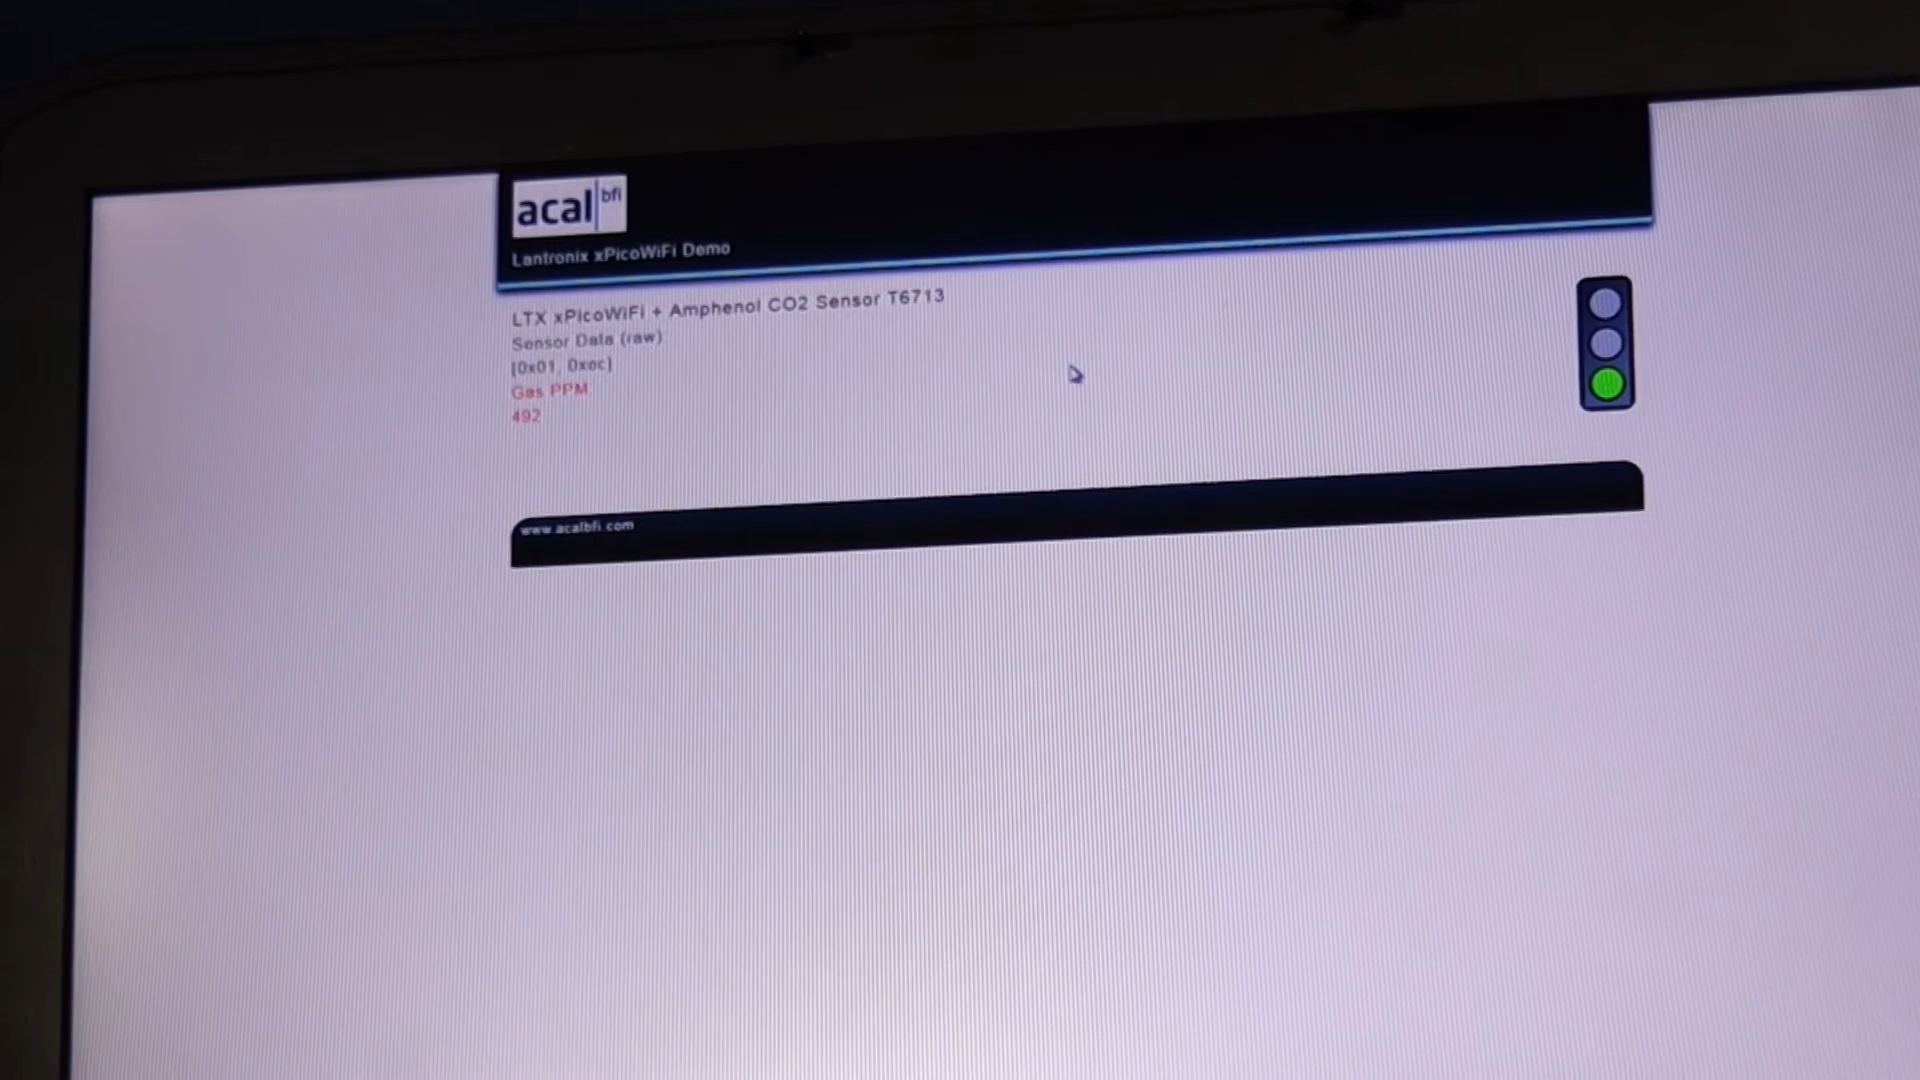 acal bfi
Lantronix xPicoWiFi Demo
LTX xPicoWiFi + Amphenol CO2 Sensor T6713
Sensor Data (raw)
[0x01, 0xec]
Gas PPM
492
www.acalbfi.com